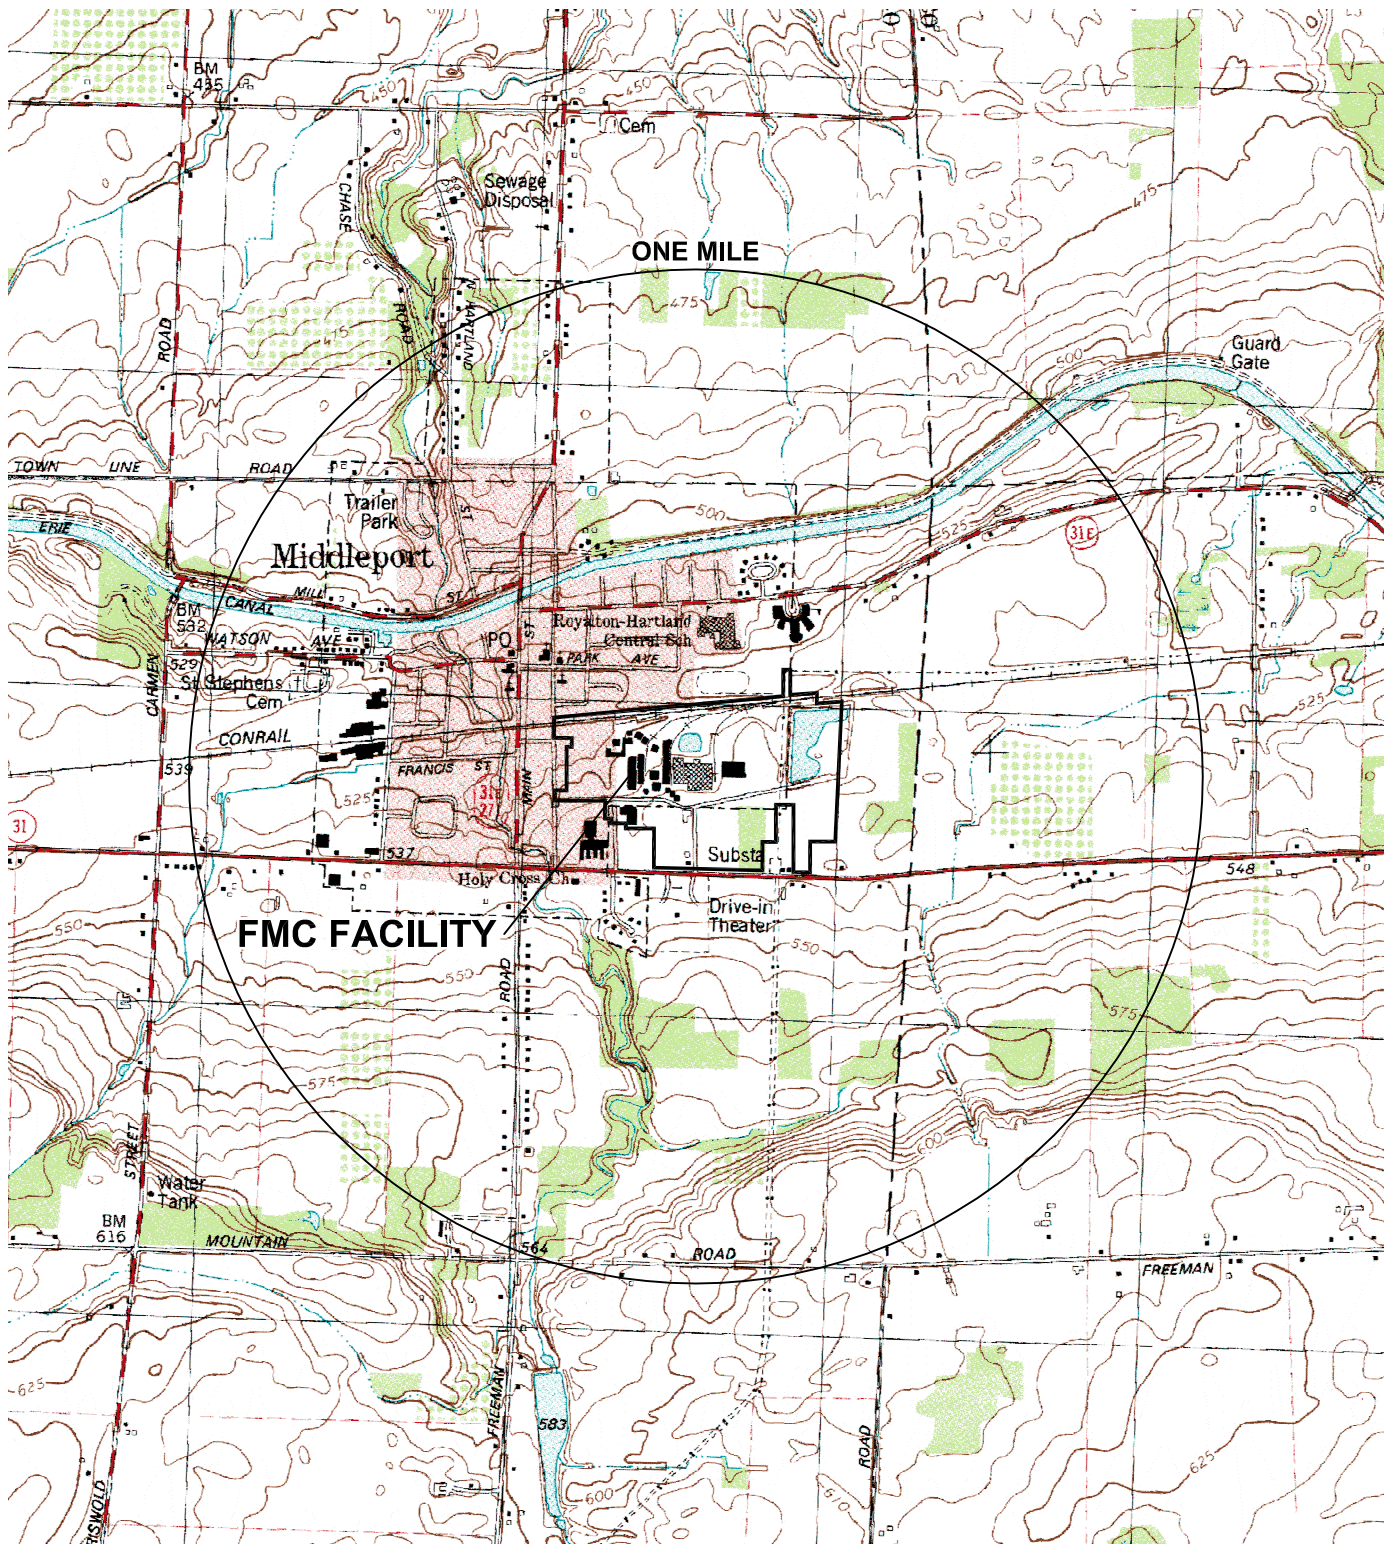 BM
455
450
450
Cem
CHASE
Sewage
Disposal
475
ONE MILE
475
ROAD
ROAD
N HARTLAND
475
500
Guard
Gate
TOWN LINE ROAD
Trailer
Park
ST
500
525
31E
ERIE
Middleport
MILL ST
CANAL
BM
532
WATSON AVE
PO
ST
Royalton-Hartland
Central Sch
PARK AVE
529
St Stephens
Cem
CARMEN
525
CONRAIL
539
FRANCIS ST
MAIN
525
31
537
Substa
548
Holy Cross Ch
Drive-in
Theater
FMC FACILITY
550
550
550
ROAD
575
575
600
STREET
Water
Tank
BM
616
MOUNTAIN
564
ROAD
FREEMAN
625
FREEMAN
583
ROAD
625
600
610